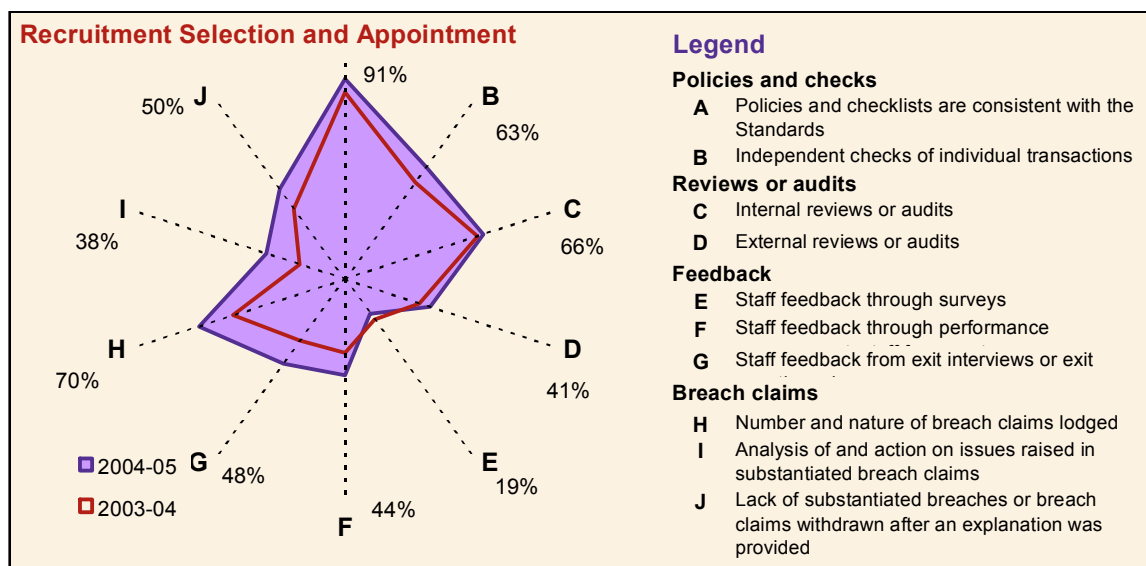 Recruitment Selection and Appointment
91%
J
50%
B
63%
I
38%
C
66%
H
70%
D
41%
G
48%
E
19%
F
44%
2004-05
2003-04
Legend
Policies and checks
A Policies and checklists are consistent with the
Standards
B Independent checks of individual transactions
Reviews or audits
C Internal reviews or audits
D External reviews or audits
Feedback
E Staff feedback through surveys
F Staff feedback through performance
G Staff feedback from exit interviews or exit
Breach claims
H Number and nature of breach claims lodged
I Analysis of and action on issues raised in
substantiated breach claims
J Lack of substantiated breaches or breach
claims withdrawn after an explanation was
provided